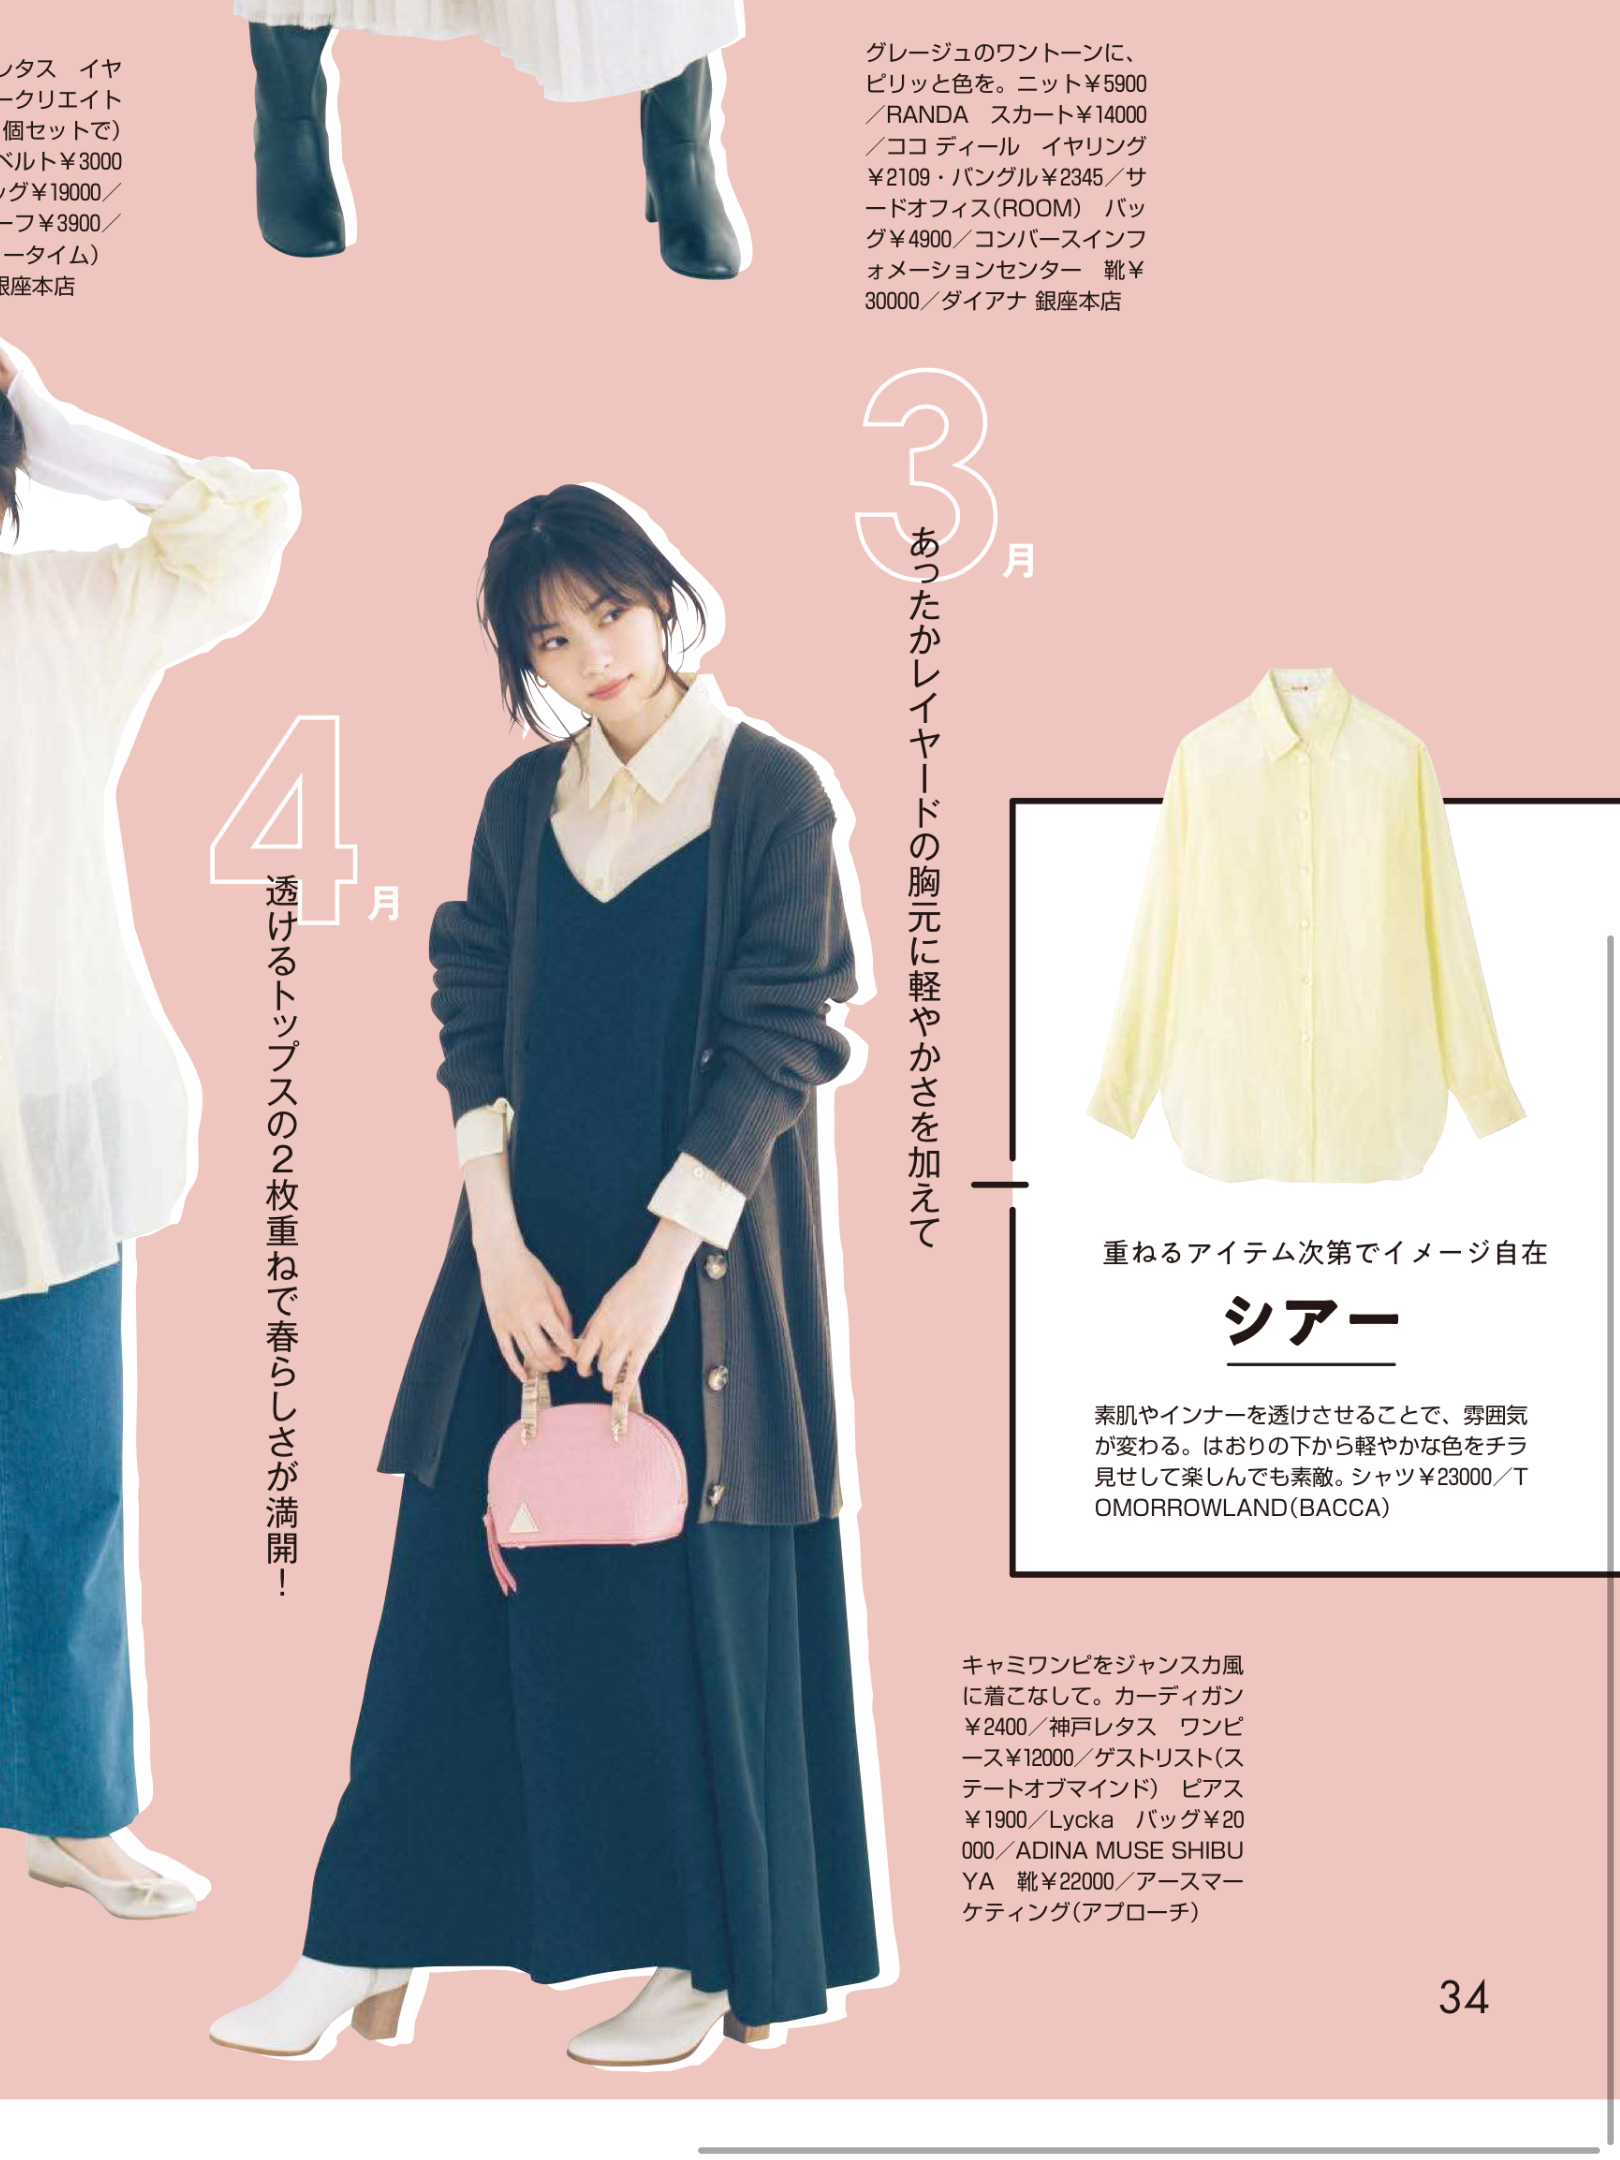 グレージュのワントーンに、
ピリッと色を。ニット￥5900
／RANDA　スカート￥14000
／ココ ディール　イヤリング
￥2109・バングル￥2345／サ
ードオフィス(ROOM)　バッ
グ￥4900／コンバースインフ
ォメーションセンター　靴￥
30000／ダイアナ 銀座本店
レタス　イヤ
ークリエイト
個セットで)
ベルト￥3000
ッグ￥19000／
ーフ￥3900／
ータイム)
銀座本店
3月
あったかレイヤードの胸元に軽やかさを加えて
重ねるアイテム次第でイメージ自在
シアー
素肌やインナーを透けさせることで、雰囲気
が変わる。はおりの下から軽やかな色をチラ
見せして楽しんでも素敵。シャツ￥23000／T
OMORROWLAND(BACCA)
キャミワンピをジャンスカ風
に着こなして。カーディガン
￥2400／神戸レタス　ワンピ
ース￥12000／ゲストリスト(ス
テートオブマインド)　ピアス
￥1900／Lycka　バッグ￥20
000／ADINA MUSE SHIBU
YA　靴￥22000／アースマー
ケティング(アプローチ)
4月
透けるトップスの2枚重ねで春らしさが満開！
34